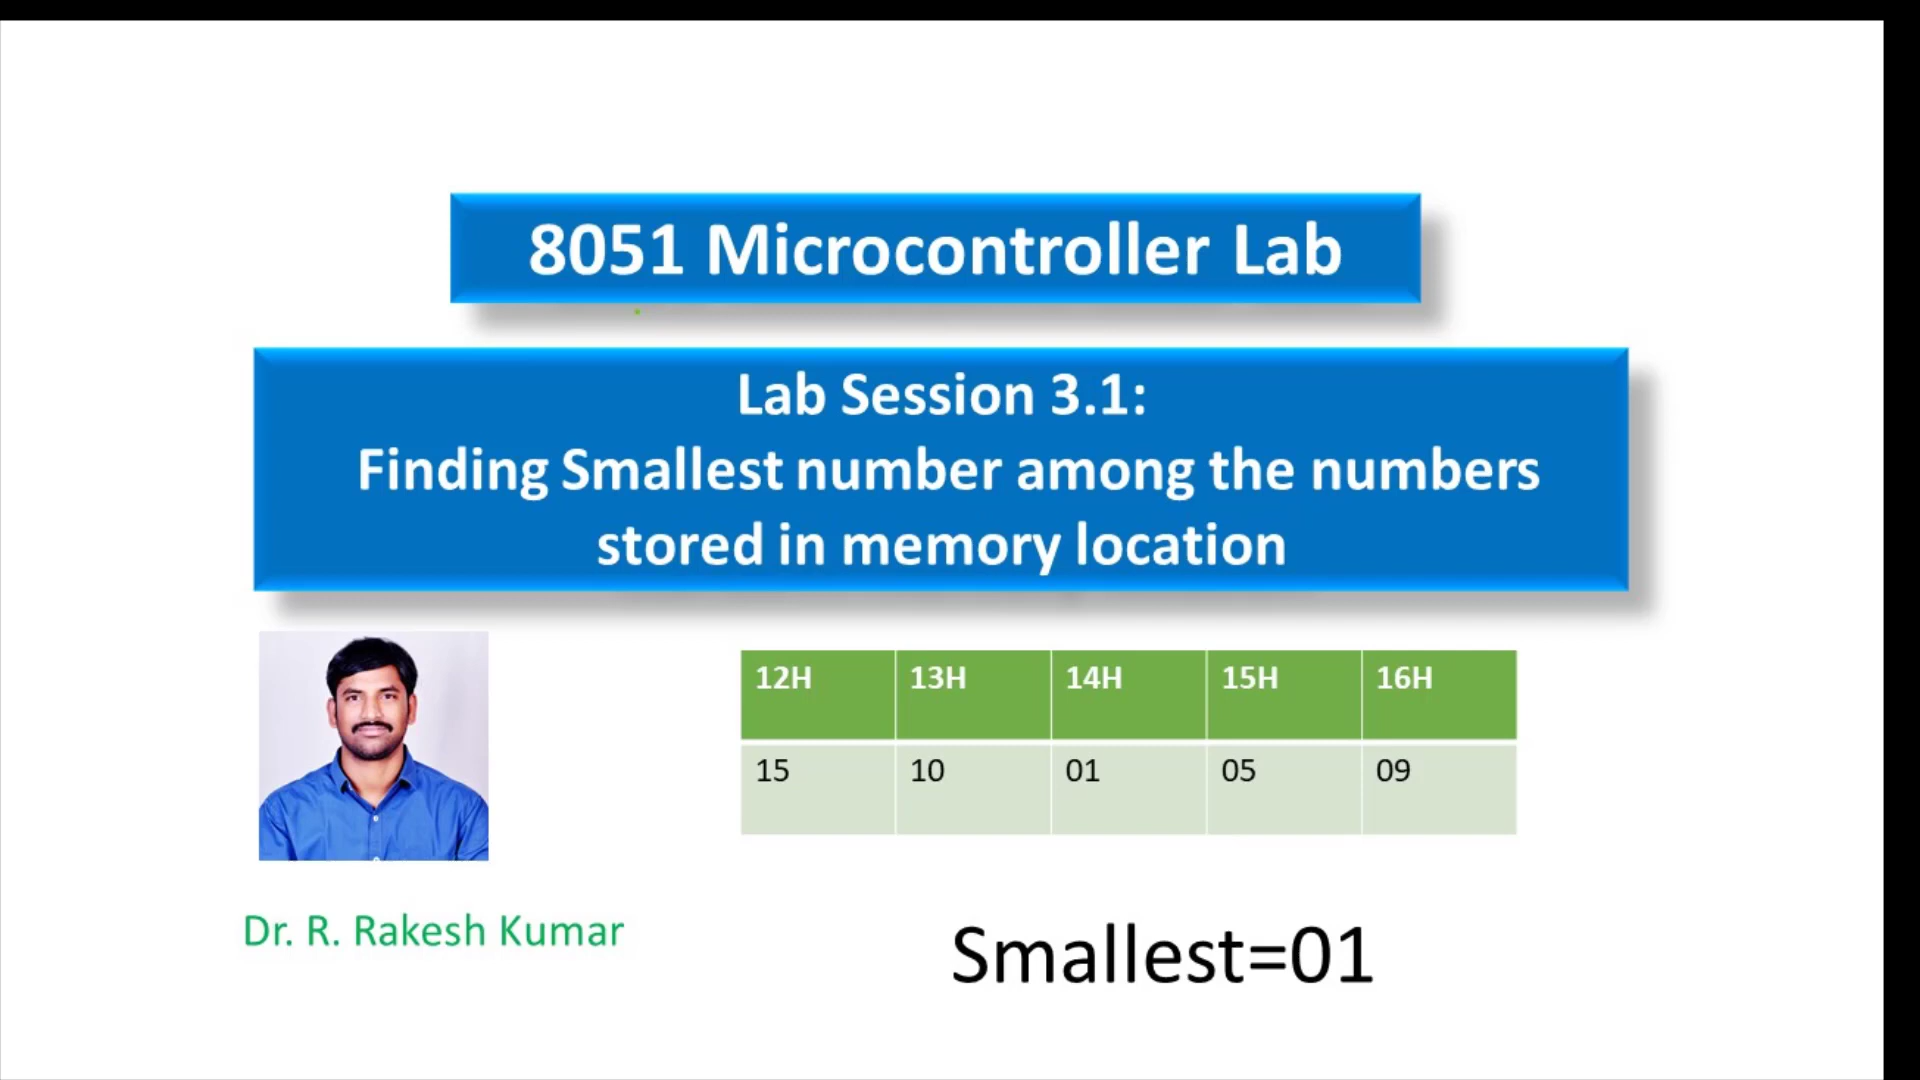 8051 Microcontroller Lab
Lab Session 3.1:
Finding Smallest number among the numbers
stored in memory location
12H 13H 14H 15H 16H
15 10 01 05 09
Dr. R. Rakesh Kumar
Smallest=01